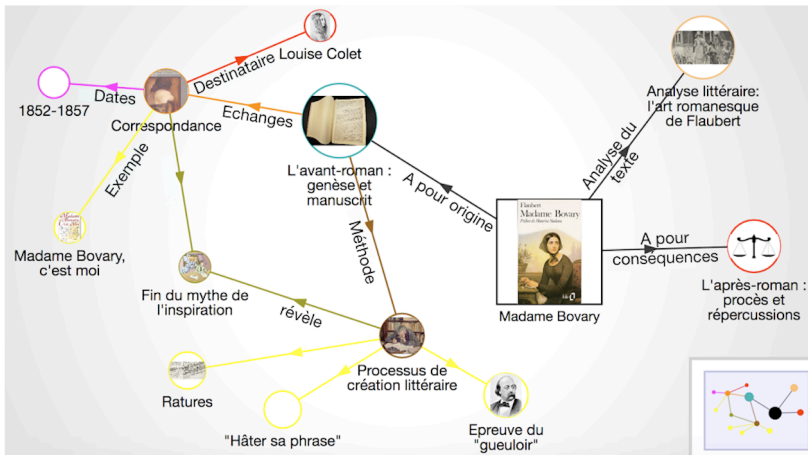 Destinataire
Louise Colet
1852-1857
Dates
Correspondance
Echanges
Exemple
Madame Bovary,
c'est moi
L'avant-roman :
genèse et
manuscrit
A pour origine
Méthode
Fin du mythe de
l'inspiration
révèle
Processus de
création littéraire
Ratures
"Hâter sa phrase"
Epreuve du
"gueuloir"
Flaubert
Madame Bovary
Madame Bovary
Analyse du
texte
Analyse littéraire:
l'art romanesque
de Flaubert
A pour
conséquences
L'après-roman :
procès et
répercussions